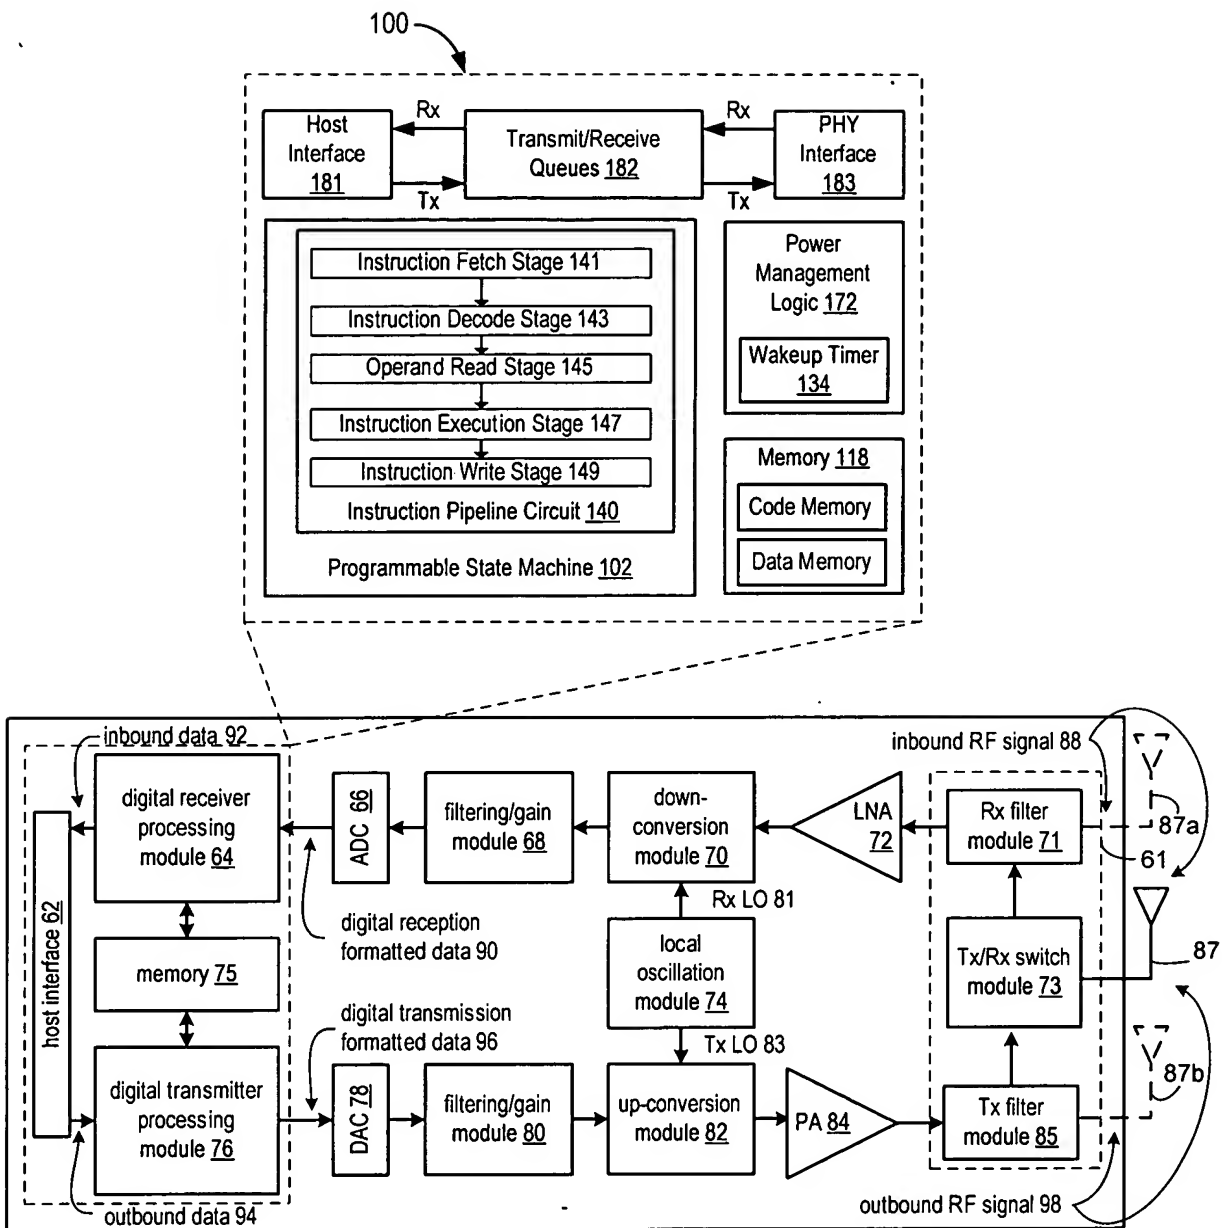 100
Host
Interface
181
Rx
Tx
Transmit/Receive
Queues 182
Rx
Tx
PHY
Interface
183
Instruction Fetch Stage 141
Instruction Decode Stage 143
Operand Read Stage 145
Instruction Execution Stage 147
Instruction Write Stage 149
Instruction Pipeline Circuit 140
Programmable State Machine 102
Power
Management
Logic 172
Wakeup Timer
134
Memory 118
Code Memory
Data Memory
inbound data 92
host interface 62
digital receiver
processing
module 64
memory 75
digital transmitter
processing
module 76
outbound data 94
ADC 66
digital reception
formatted data 90
digital transmission
formatted data 96
DAC 78
filtering/gain
module 68
filtering/gain
module 80
down-
conversion
module 70
Rx LO 81
local
oscillation
module 74
Tx LO 83
up-conversion
module 82
LNA
72
PA 84
inbound RF signal 88
Rx filter
module 71
61
Tx/Rx switch
module 73
Tx filter
module 85
outbound RF signal 98
87a
87
87b